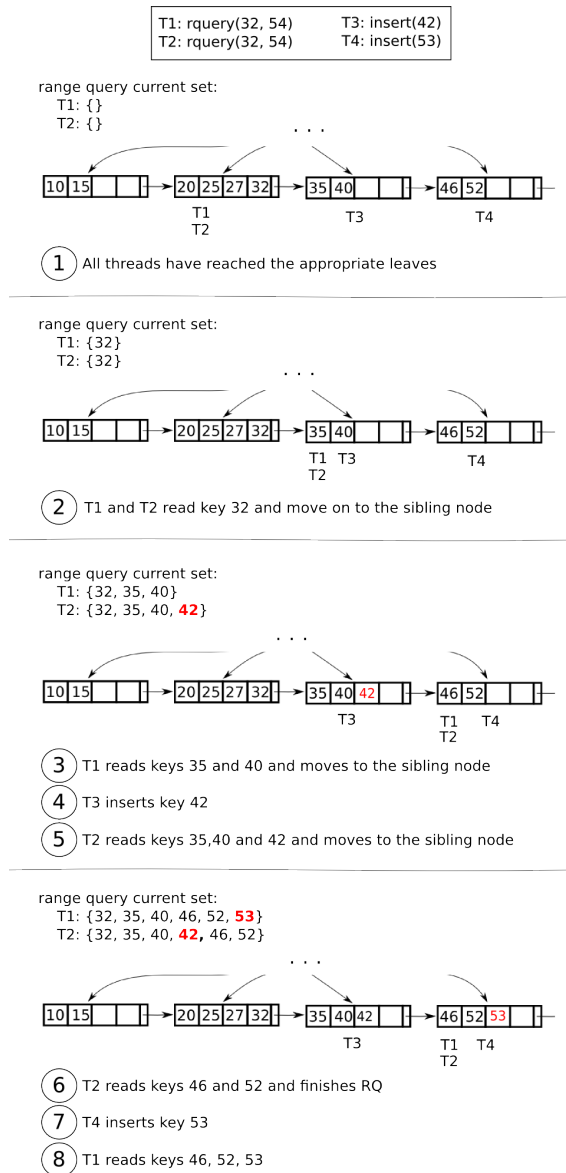 T1: rquery(32, 54) T3: insert(42)
T2: rquery(32, 54) T4: insert(53)
range query current set:
T1: {}
T2: {}
. . .
10 15 20 25 27 32 35 40 46 52
T1 T3 T4
T2
1 All threads have reached the appropriate leaves
range query current set:
T1: {32}
T2: {32}
. . .
10 15 20 25 27 32 35 40 46 52
T1 T3 T4
T2
2 T1 and T2 read key 32 and move on to the sibling node
range query current set:
T1: {32, 35, 40}
T2: {32, 35, 40, 42}
. . .
10 15 20 25 27 32 35 40 42 46 52
T3 T1 T4
T2
3 T1 reads keys 35 and 40 and moves to the sibling node
4 T3 inserts key 42
5 T2 reads keys 35,40 and 42 and moves to the sibling node
range query current set:
T1: {32, 35, 40, 46, 52, 53}
T2: {32, 35, 40, 42, 46, 52}
. . .
10 15 20 25 27 32 35 40 42 46 52 53
T3 T1 T4
T2
6 T2 reads keys 46 and 52 and finishes RQ
7 T4 inserts key 53
8 T1 reads keys 46, 52, 53